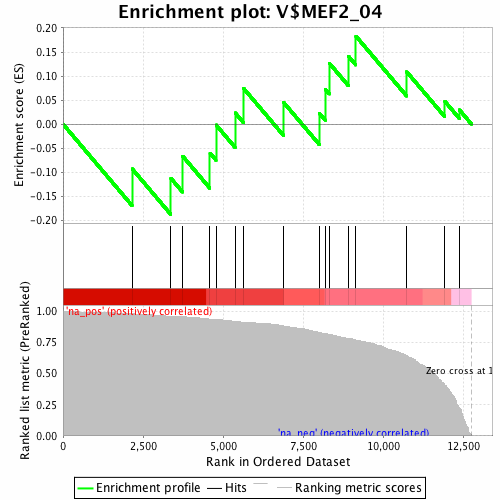 Enrichment plot: V$MEF2_04
Enrichment score (ES)
0.20
0.15
0.10
0.05
0.00
-0.05
-0.10
-0.15
-0.20
Ranked list metric (PreRanked)
1.00
0.75
0.50
0.25
0.00
'na_pos' (positively correlated)
Zero cross at 1
'na_neg' (negatively correlated)
0
2,500
5,000
7,500
10,000
12,500
Rank in Ordered Dataset
Enrichment profile
Hits
Ranking metric scores